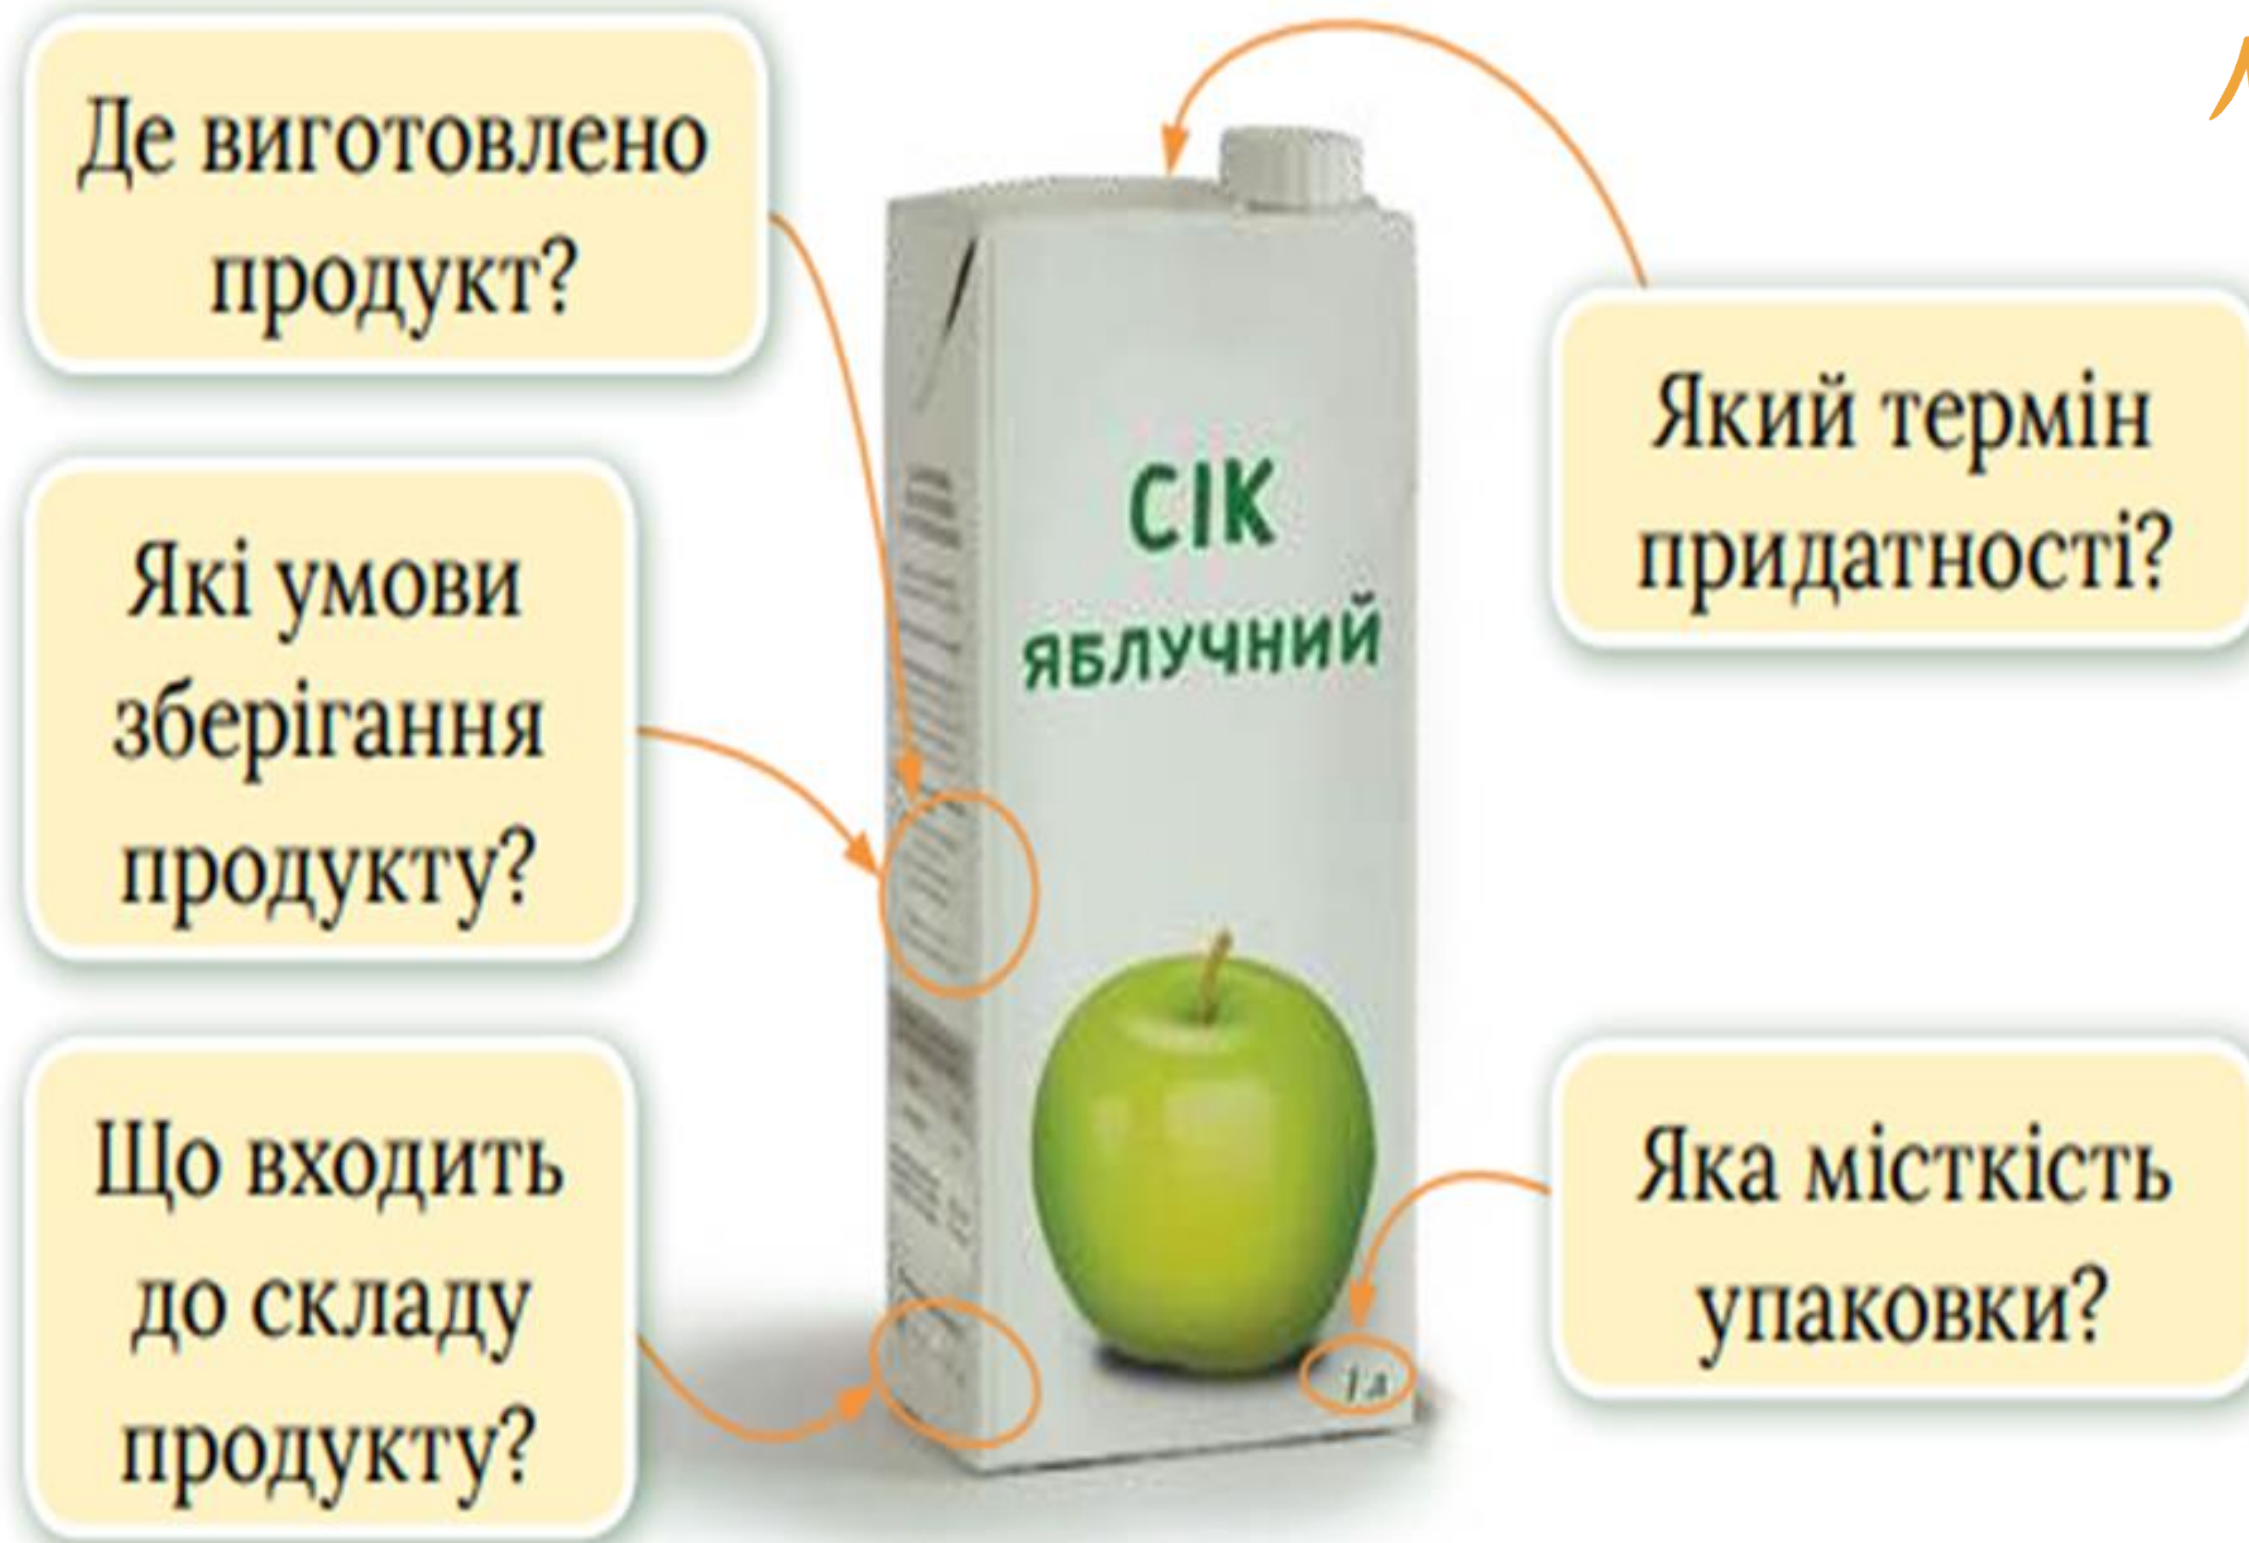 Де виготовлено
продукт?
Які умови
зберігання
продукту?
Що входить
до складу
продукту?
СІК
ЯБЛУЧНИЙ
1 л
Який термін
придатності?
Яка місткість
упаковки?